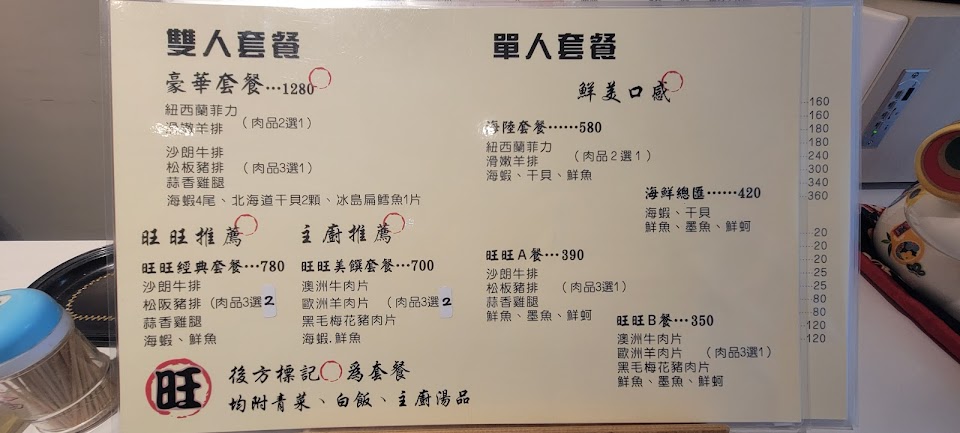 雙人套餐
豪華套餐…1280
紐西蘭菲力
滑嫩羊排
(肉品2選1)
沙朗牛排
松板豬排
(肉品3選1)
蒜香雞腿
海蝦4尾、北海道干貝2顆、冰島扁鱈魚1片
旺旺推薦
旺旺經典套餐…780
沙朗牛排
松阪豬排(肉品3選2
蒜香雞腿
海蝦、鮮魚
主廚推薦
旺旺美饌套餐…700
澳洲牛肉片
歐洲羊肉片 (肉品3選2
黑毛梅花豬肉片
海蝦.鮮魚
旺
後方標記 為套餐
均附青菜、白飯、主廚湯品
單人套餐
鮮美口感
海陸套餐……580
紐西蘭菲力
滑嫩羊排
(肉品2選1)
海蝦、干貝、鮮魚
海鮮總匯……420
海蝦、干貝
鮮魚、墨魚、鮮蚵
旺旺A餐…390
沙朗牛排
松板豬排 (肉品3選1)
蒜香雞腿
鮮魚、墨魚、鮮蚵
旺旺B餐…350
澳洲牛肉片
歐洲羊肉片 (肉品3選1)
黑毛梅花豬肉片
鮮魚、墨魚、鮮蚵
160
160
180
180
240
300
340
360
20
20
25
25
80
80
120
120